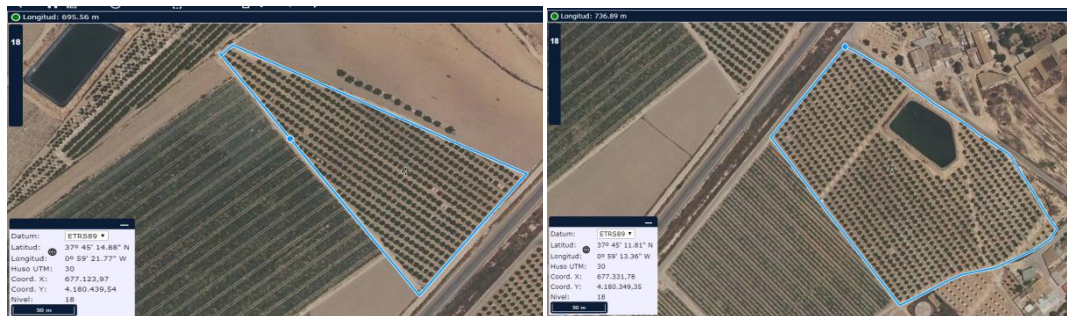 Longitud: 695.56 m
18
Datum: ETRS89 ▾
Latitud: 37º 45' 14.88" N
Longitud: 0º 59' 21.77" W
Huso UTM: 30
Coord. X: 677.123,97
Coord. Y: 4.180.439,54
Nivel: 18
50 m
Longitud: 736.89 m
18
Datum: ETRS89 ▾
Latitud: 37º 45' 11.81" N
Longitud: 0º 59' 13.36" W
Huso UTM: 30
Coord. X: 677.331,78
Coord. Y: 4.180.349,35
Nivel: 18
50 m